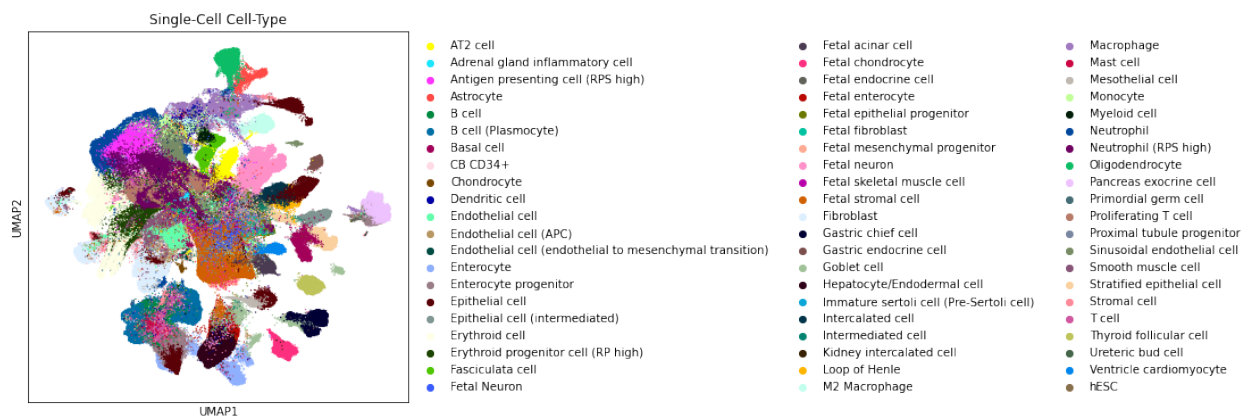 Single-Cell Cell-Type
UMAP2
UMAP1
AT2 cell
Adrenal gland inflammatory cell
Antigen presenting cell (RPS high)
Astrocyte
B cell
B cell (Plasmocyte)
Basal cell
CB CD34+
Chondrocyte
Dendritic cell
Endothelial cell
Endothelial cell (APC)
Endothelial cell (endothelial to mesenchymal transition)
Enterocyte
Enterocyte progenitor
Epithelial cell
Epithelial cell (intermediated)
Erythroid cell
Erythroid progenitor cell (RP high)
Fasciculata cell
Fetal Neuron
Fetal acinar cell
Fetal chondrocyte
Fetal endocrine cell
Fetal enterocyte
Fetal epithelial progenitor
Fetal fibroblast
Fetal mesenchymal progenitor
Fetal neuron
Fetal skeletal muscle cell
Fetal stromal cell
Fibroblast
Gastric chief cell
Gastric endocrine cell
Goblet cell
Hepatocyte/Endodermal cell
Immature sertoli cell (Pre-Sertoli cell)
Intercalated cell
Intermediated cell
Kidney intercalated cell
Loop of Henle
M2 Macrophage
Macrophage
Mast cell
Mesothelial cell
Monocyte
Myeloid cell
Neutrophil
Neutrophil (RPS high)
Oligodendrocyte
Pancreas exocrine cell
Primordial germ cell
Proliferating T cell
Proximal tubule progenitor
Sinusoidal endothelial cell
Smooth muscle cell
Stratified epithelial cell
Stromal cell
T cell
Thyroid follicular cell
Ureteric bud cell
Ventricle cardiomyocyte
hESC